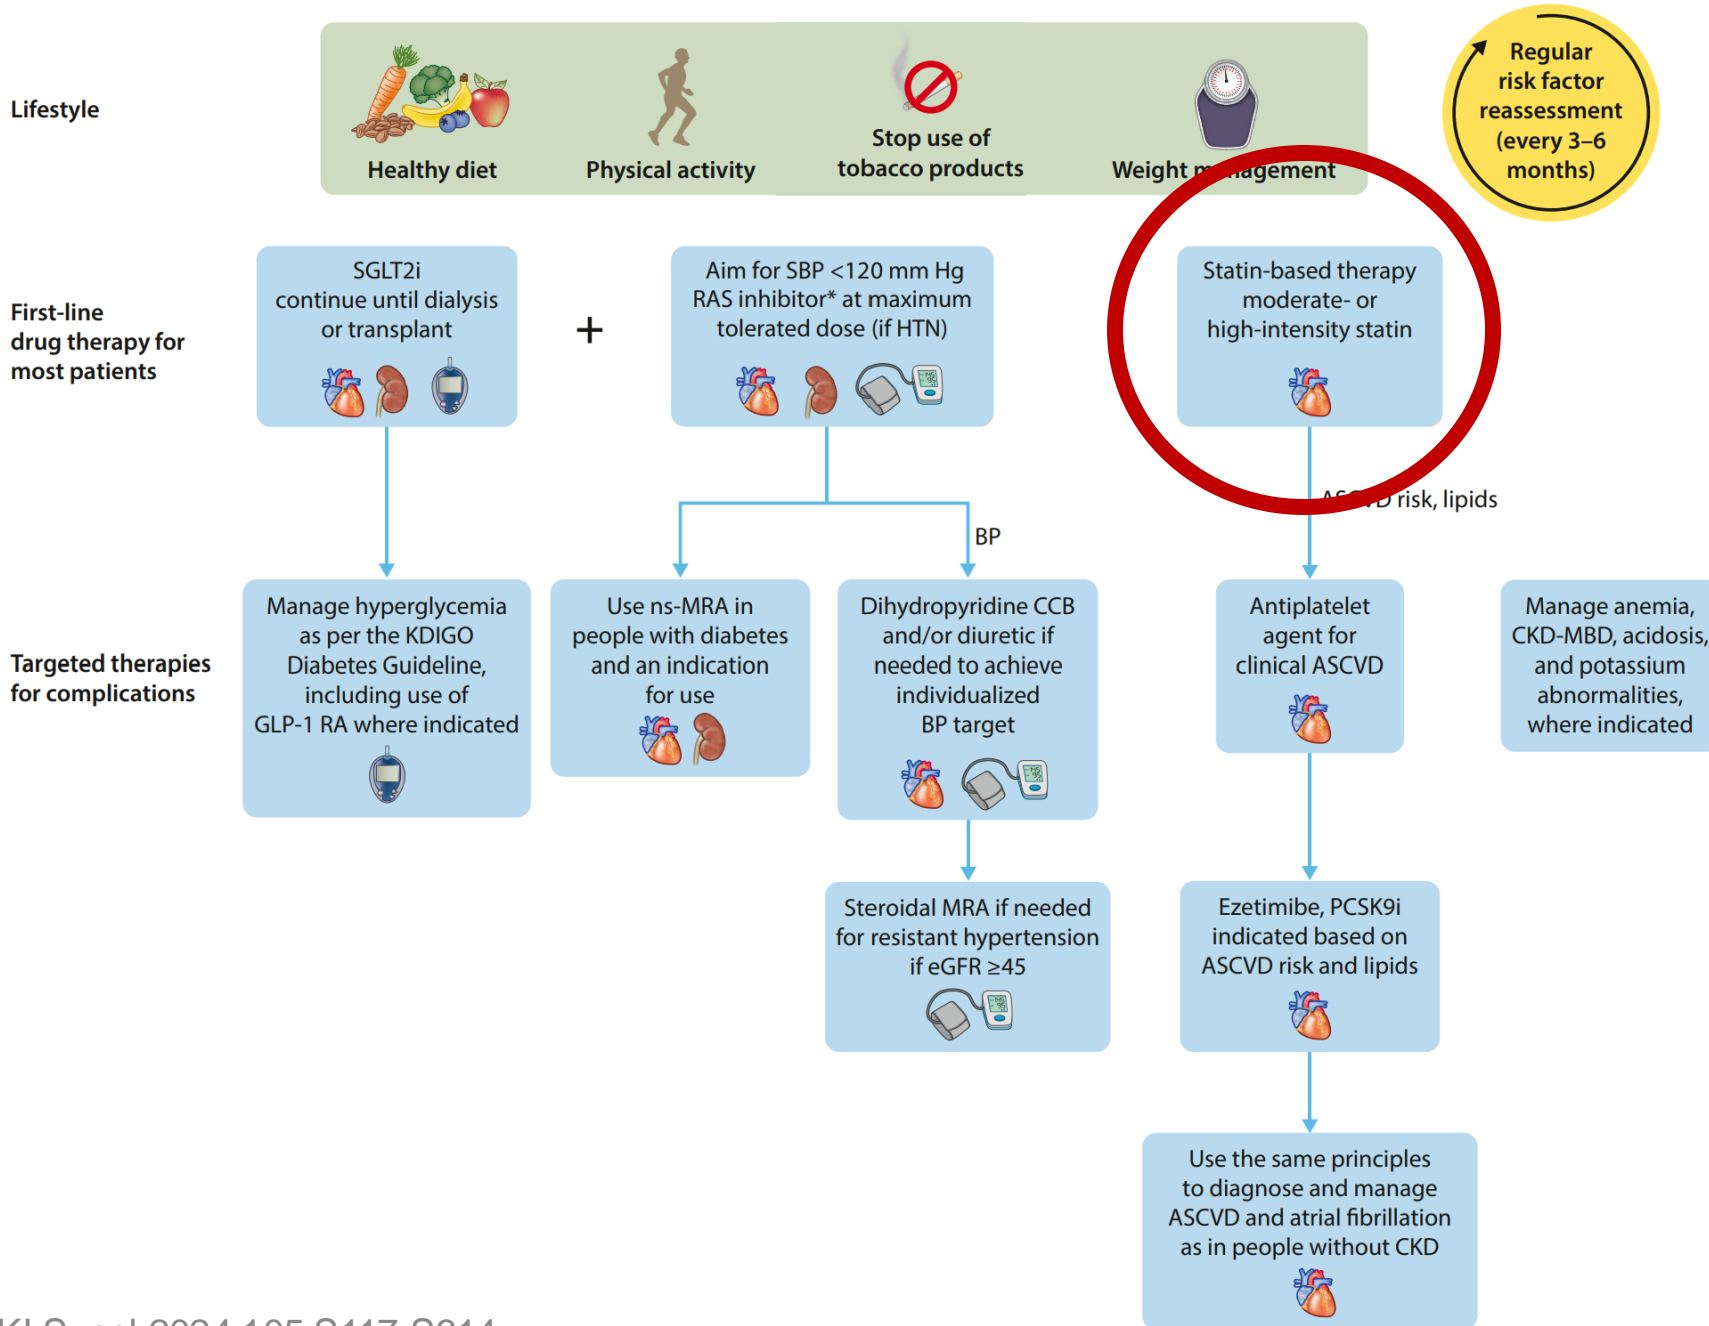 Lifestyle
Healthy diet
Physical activity
Stop use of
tobacco products
Weight management
Regular
risk factor
reassessment
(every 3–6
months)
First-line
drug therapy for
most patients
SGLT2i
continue until dialysis
or transplant
+
Aim for SBP <120 mm Hg
RAS inhibitor* at maximum
tolerated dose (if HTN)
Statin-based therapy
moderate- or
high-intensity statin
ASCVD risk, lipids
BP
Targeted therapies
for complications
Manage hyperglycemia
as per the KDIGO
Diabetes Guideline,
including use of
GLP-1 RA where indicated
Use ns-MRA in
people with diabetes
and an indication
for use
Dihydropyridine CCB
and/or diuretic if
needed to achieve
individualized
BP target
Antiplatelet
agent for
clinical ASCVD
Manage anemia,
CKD-MBD, acidosis,
and potassium
abnormalities,
where indicated
Steroidal MRA if needed
for resistant hypertension
if eGFR ≥45
Ezetimibe, PCSK9i
indicated based on
ASCVD risk and lipids
Use the same principles
to diagnose and manage
ASCVD and atrial fibrillation
as in people without CKD